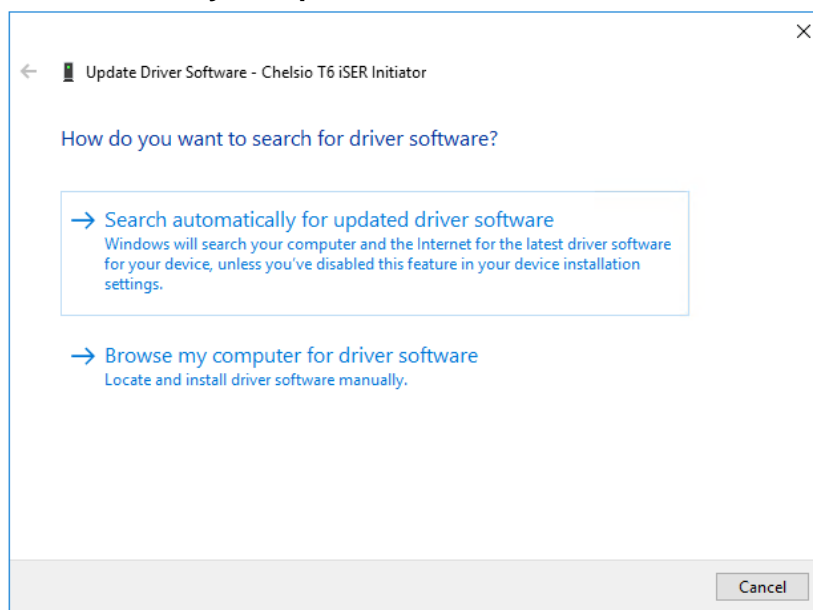 ← Update Driver Software - Chelsio T6 iSER Initiator
How do you want to search for driver software?
→ Search automatically for updated driver software
Windows will search your computer and the Internet for the latest driver software
for your device, unless you've disabled this feature in your device installation
settings.
→ Browse my computer for driver software
Locate and install driver software manually.
Cancel